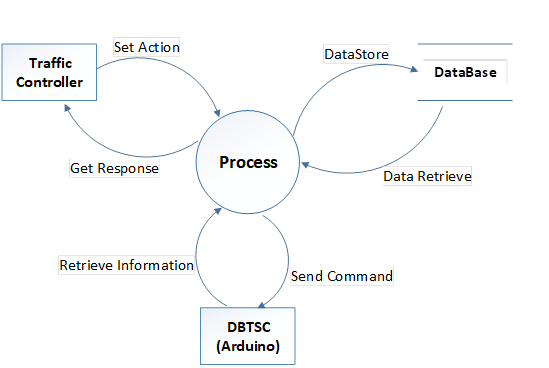 Set Action
DataStore
Traffic
Controller
DataBase
Get Response
Process
Data Retrieve
Retrieve Information
Send Command
DBTSC
(Arduino)